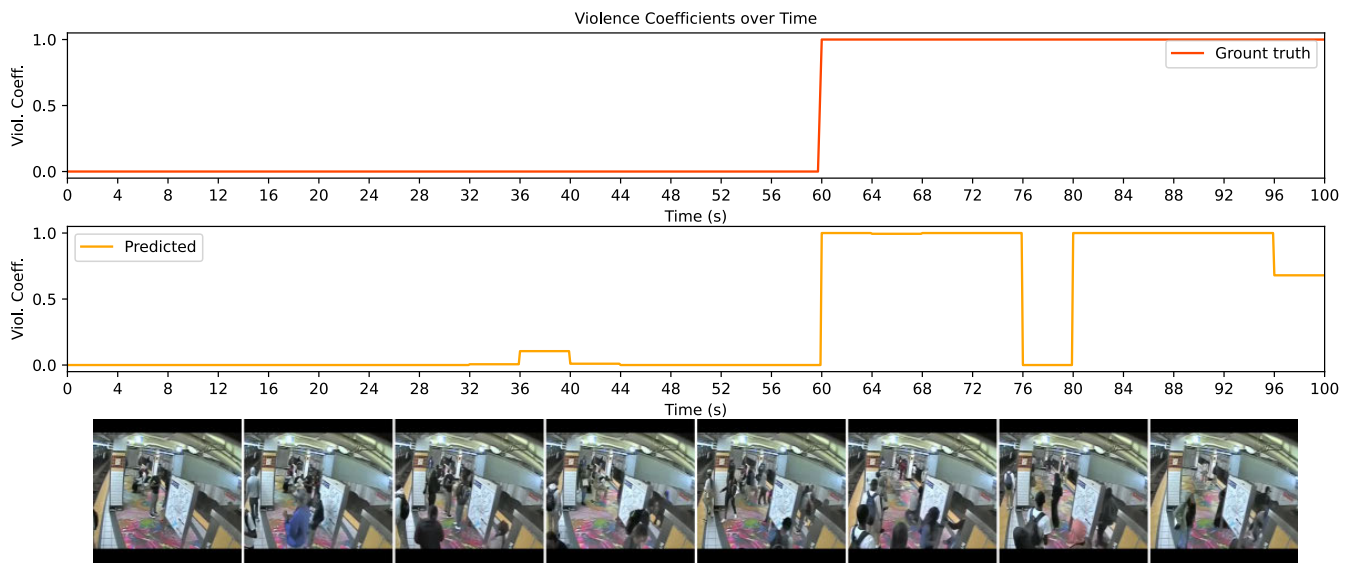 Violence Coefficients over Time
Viol. Coeff.
1.0
0.5
0.0
Grount truth
0 4 8 12 16 20 24 28 32 36 40 44 48 52 56 60 64 68 72 76 80 84 88 92 96 100
Time (s)
Viol. Coeff.
1.0
0.5
0.0
Predicted
0 4 8 12 16 20 24 28 32 36 40 44 48 52 56 60 64 68 72 76 80 84 88 92 96 100
Time (s)